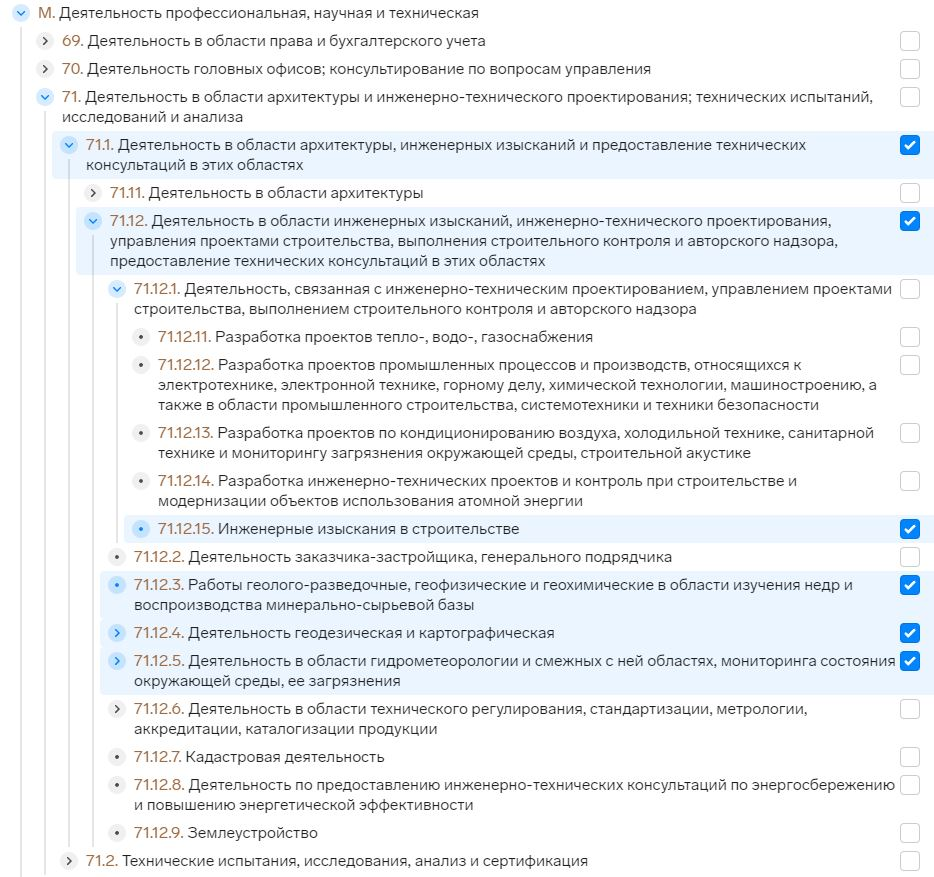 М. Деятельность профессиональная, научная и техническая
69. Деятельность в области права и бухгалтерского учета
70. Деятельность головных офисов; консультирование по вопросам управления
71. Деятельность в области архитектуры и инженерно-технического проектирования; технических испытаний,
исследований и анализа
71.1. Деятельность в области архитектуры, инженерных изысканий и предоставление технических
консультаций в этих областях
71.11. Деятельность в области архитектуры
71.12. Деятельность в области инженерных изысканий, инженерно-технического проектирования,
управления проектами строительства, выполнения строительного контроля и авторского надзора,
предоставление технических консультаций в этих областях
71.12.1. Деятельность, связанная с инженерно-техническим проектированием, управлением проектами
строительства, выполнением строительного контроля и авторского надзора
71.12.11. Разработка проектов тепло-, водо-, газоснабжения
71.12.12. Разработка проектов промышленных процессов и производств, относящихся к
электротехнике, электронной технике, горному делу, химической технологии, машиностроению, а
также в области промышленного строительства, системотехники и техники безопасности
71.12.13. Разработка проектов по кондиционированию воздуха, холодильной технике, санитарной
технике и мониторингу загрязнения окружающей среды, строительной акустике
71.12.14. Разработка инженерно-технических проектов и контроль при строительстве и
модернизации объектов использования атомной энергии
71.12.15. Инженерные изыскания в строительстве
71.12.2. Деятельность заказчика-застройщика, генерального подрядчика
71.12.3. Работы геолого-разведочные, геофизические и геохимические в области изучения недр и
воспроизводства минерально-сырьевой базы
71.12.4. Деятельность геодезическая и картографическая
71.12.5. Деятельность в области гидрометеорологии и смежных с ней областях, мониторинга состояния
окружающей среды, ее загрязнения
71.12.6. Деятельность в области технического регулирования, стандартизации, метрологии,
аккредитации, каталогизации продукции
71.12.7. Кадастровая деятельность
71.12.8. Деятельность по предоставлению инженерно-технических консультаций по энергосбережению
и повышению энергетической эффективности
71.12.9. Землеустройство
71.2. Технические испытания, исследования, анализ и сертификация